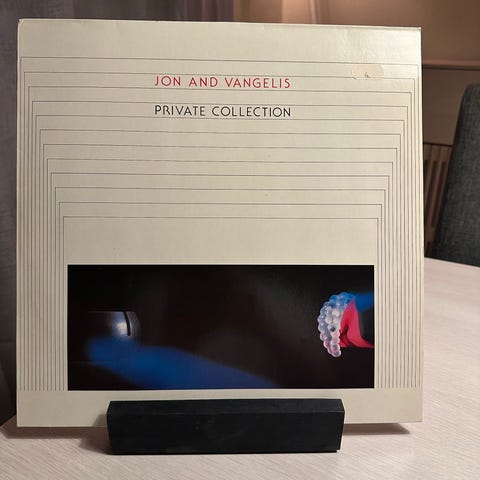 JON AND VANGELIS
PRIVATE COLLECTION